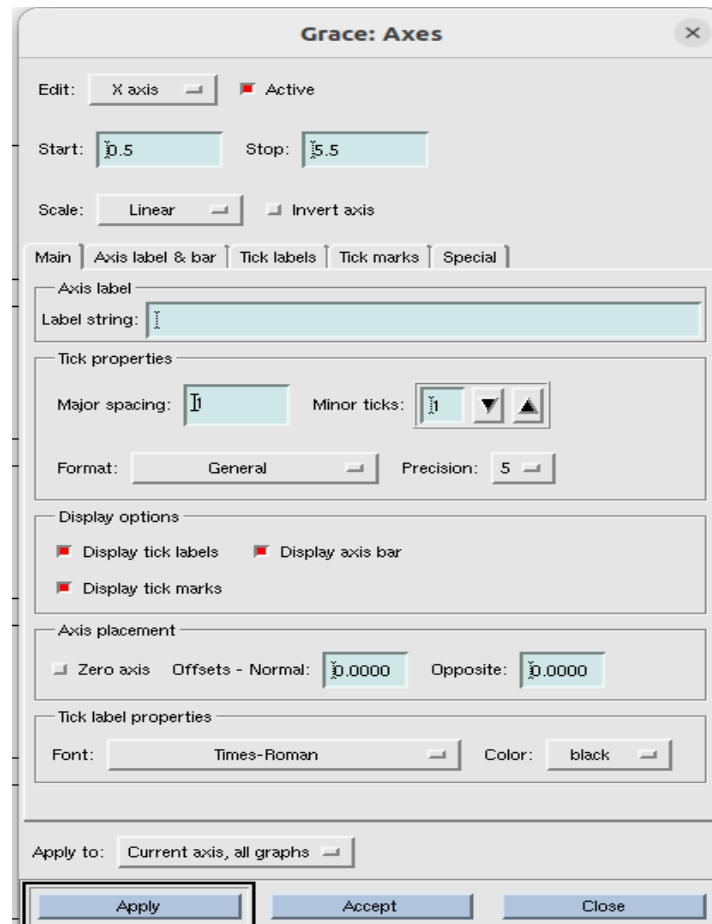 Grace: Axes
Edit: X axis Active
Start: 0.5 Stop: 5.5
Scale: Linear Invert axis
Main Axis label & bar Tick labels Tick marks Special
Axis label
Label string:
Tick properties
Major spacing: 1 Minor ticks: 1
Format: General Precision: 5
Display options
Display tick labels Display axis bar
Display tick marks
Axis placement
Zero axis Offsets - Normal: 0.0000 Opposite: 0.0000
Tick label properties
Font: Times-Roman Color: black
Apply to: Current axis, all graphs
Apply Accept Close